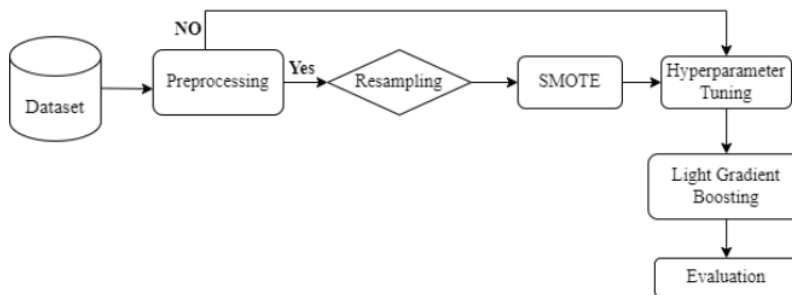 NO
Dataset
Preprocessing
Yes
Resampling
SMOTE
Hyperparameter
Tuning
Light Gradient
Boosting
Evaluation